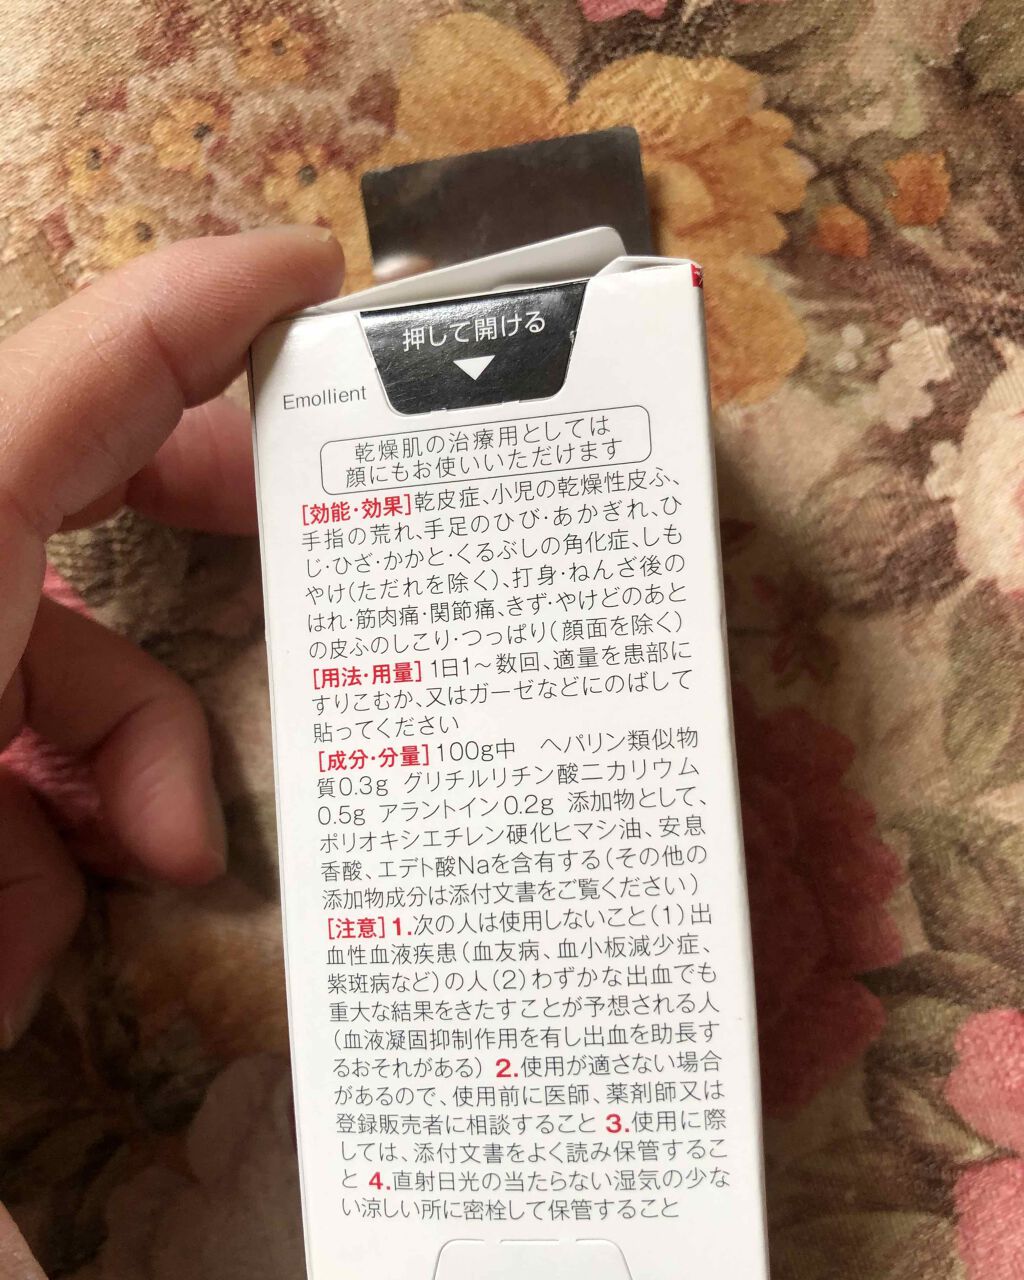 押して開ける
Emollient
乾燥肌の治療用としては
顔にもお使いいただけます
[効能・効果]乾皮症、小児の乾燥性皮ふ、
手指の荒れ、手足のひび・あかぎれ、ひ
じ・ひざ・かかと・くるぶしの角化症、しも
やけ(ただれを除く)、打身・ねんざ後の
はれ・筋肉痛・関節痛、きず・やけどのあと
の皮ふのしこり・つっぱり(顔面を除く)
[用法・用量]1日1〜数回、適量を患部に
すりこむか、又はガーゼなどにのばして
貼ってください
[成分・分量]100g中 ヘパリン類似物
質0.3g グリチルリチン酸二カリウム
0.5g アラントイン0.2g 添加物として、
ポリオキシエチレン硬化ヒマシ油、安息
香酸、エデト酸Naを含有する(その他の
添加物成分は添付文書をご覧ください)
[注意]1.次の人は使用しないこと(1)出
血性血液疾患(血友病、血小板減少症、
紫斑病など)の人(2)わずかな出血でも
重大な結果をきたすことが予想される人
(血液凝固抑制作用を有し出血を助長す
るおそれがある) 2.使用が適さない場合
があるので、使用前に医師、薬剤師又は
登録販売者に相談すること 3.使用に際
しては、添付文書をよく読み保管するこ
と 4.直射日光の当たらない湿気の少な
い涼しい所に密栓して保管すること